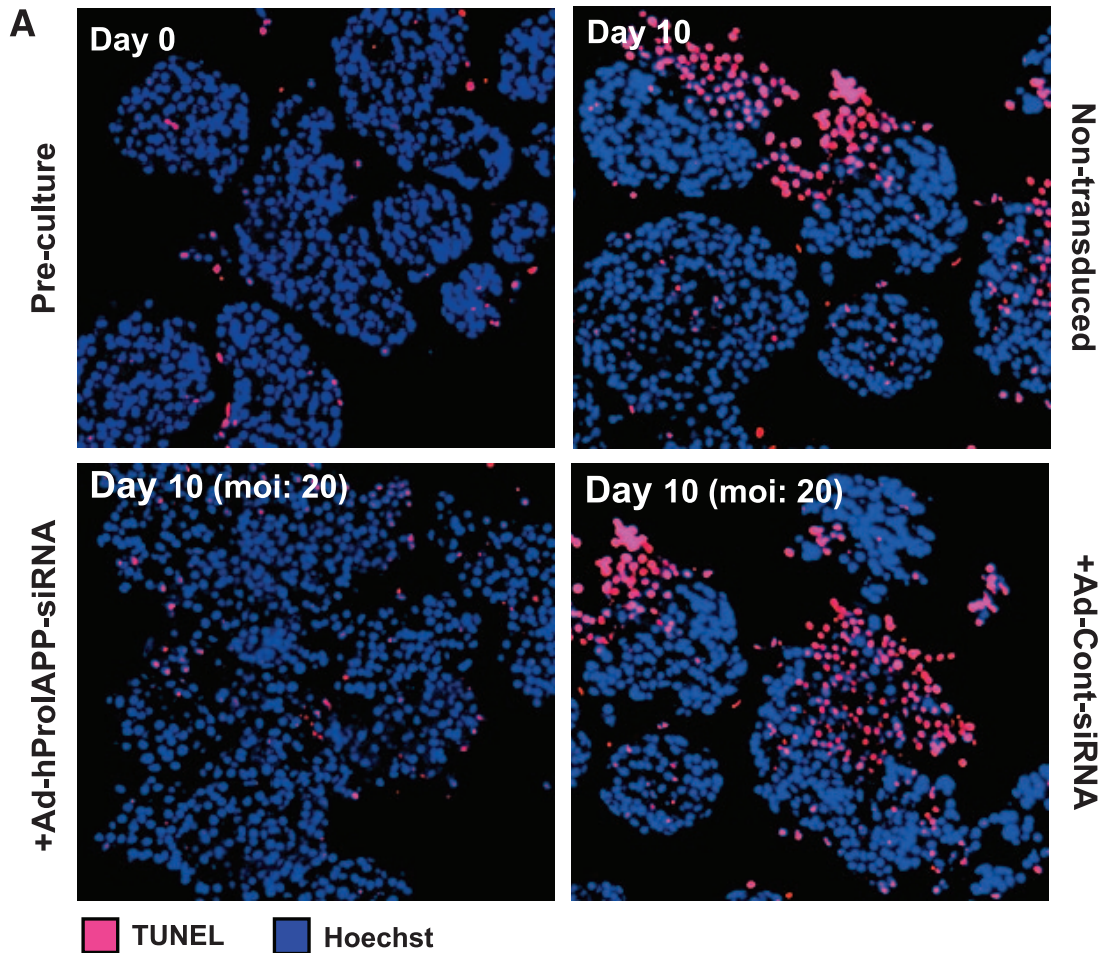 A
Day 0
Day 10
Pre-culture
Non-transduced
Day 10 (moi: 20)
Day 10 (moi: 20)
+Ad-hProIAPP-siRNA
+Ad-Cont-siRNA
TUNEL
Hoechst